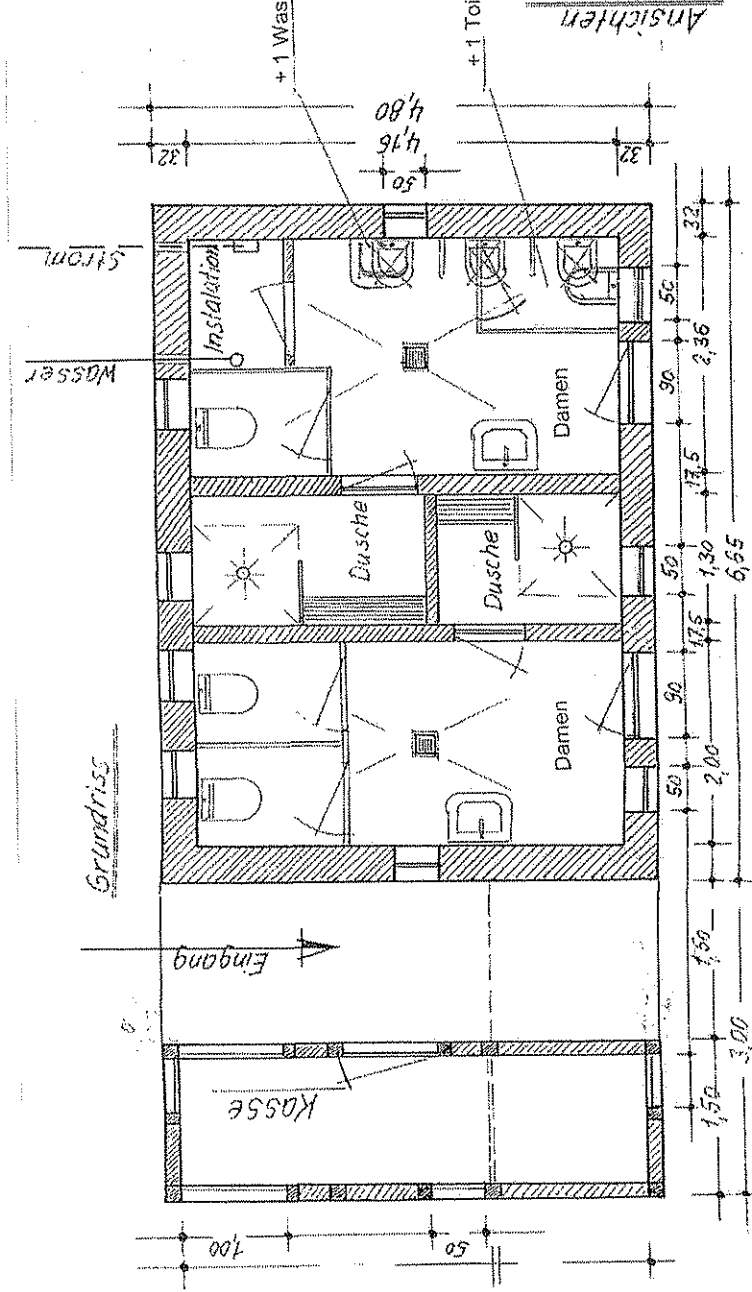 Grundriss
Ansichten
Strom
Wasser
Instalation
+ 1 Was
+ 1 Toi
Dusche
Dusche
Damen
Damen
Eingang
Kasse
32
4,16
4,80
50
32
50
90
50
90
50
32
2,36
17,5
1,30
17,5
2,00
6,65
1,50
1,50
3,00
1,00
50